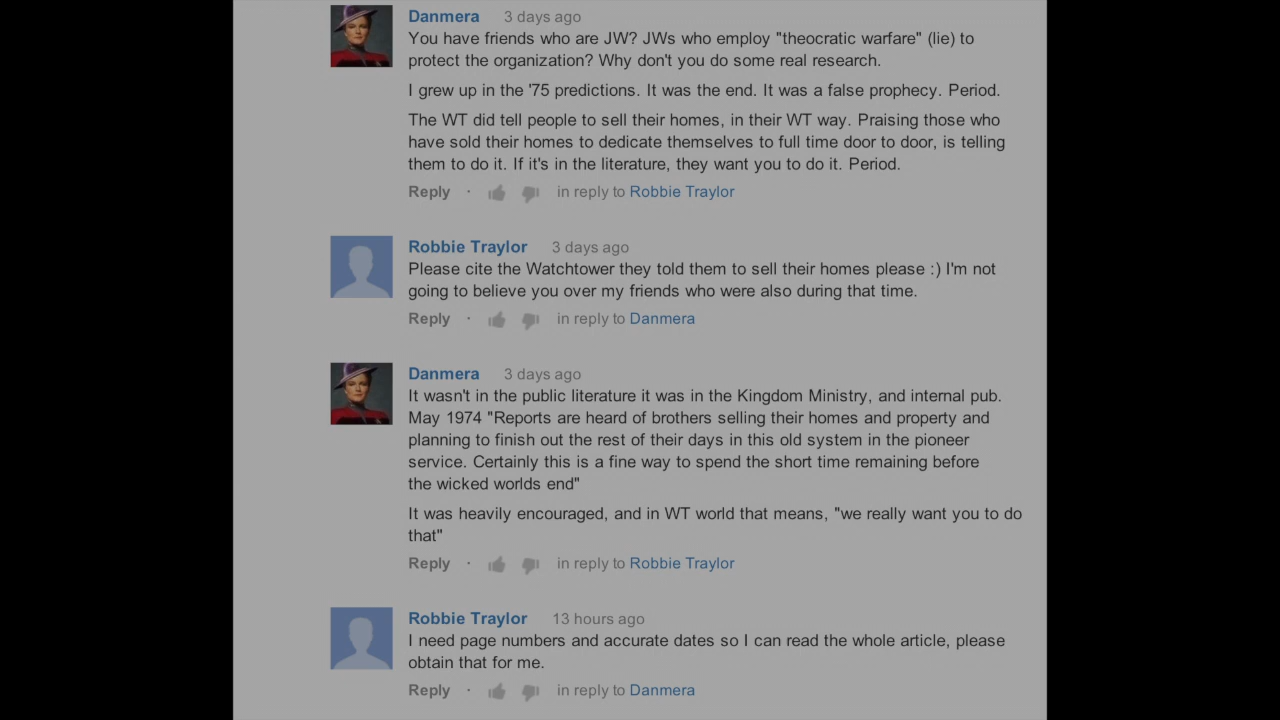 Danmera 3 days ago
You have friends who are JW? JWs who employ "theocratic warfare" (lie) to
protect the organization? Why don't you do some real research.
I grew up in the '75 predictions. It was the end. It was a false prophecy. Period.
The WT did tell people to sell their homes, in their WT way. Praising those who
have sold their homes to dedicate themselves to full time door to door, is telling
them to do it. If it's in the literature, they want you to do it. Period.
Reply · in reply to Robbie Traylor
Robbie Traylor 3 days ago
Please cite the Watchtower they told them to sell their homes please :) I'm not
going to believe you over my friends who were also during that time.
Reply · in reply to Danmera
Danmera 3 days ago
It wasn't in the public literature it was in the Kingdom Ministry, and internal pub.
May 1974 "Reports are heard of brothers selling their homes and property and
planning to finish out the rest of their days in this old system in the pioneer
service. Certainly this is a fine way to spend the short time remaining before
the wicked worlds end"
It was heavily encouraged, and in WT world that means, "we really want you to do
that"
Reply · in reply to Robbie Traylor
Robbie Traylor 13 hours ago
I need page numbers and accurate dates so I can read the whole article, please
obtain that for me.
Reply · in reply to Danmera